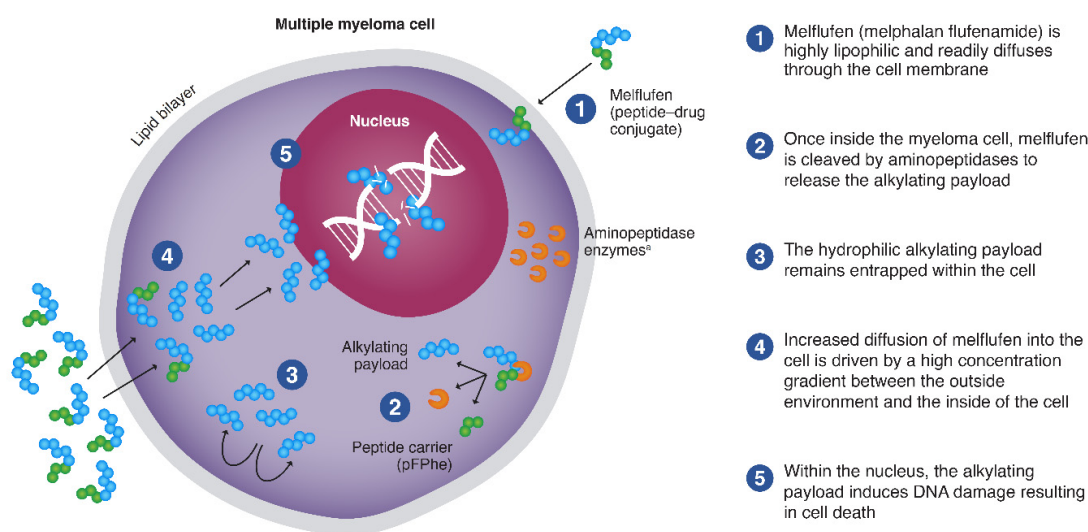 Multiple myeloma cell
Lipid bilayer
Nucleus
1
Melflufen
(peptide–drug
conjugate)
5
Aminopeptidase
enzymesᵃ
4
Alkylating
payload
3
2
Peptide carrier
(pFPhe)
1
Melflufen (melphalan flufenamide) is
highly lipophilic and readily diffuses
through the cell membrane
2
Once inside the myeloma cell, melflufen
is cleaved by aminopeptidases to
release the alkylating payload
3
The hydrophilic alkylating payload
remains entrapped within the cell
4
Increased diffusion of melflufen into the
cell is driven by a high concentration
gradient between the outside
environment and the inside of the cell
5
Within the nucleus, the alkylating
payload induces DNA damage resulting
in cell death